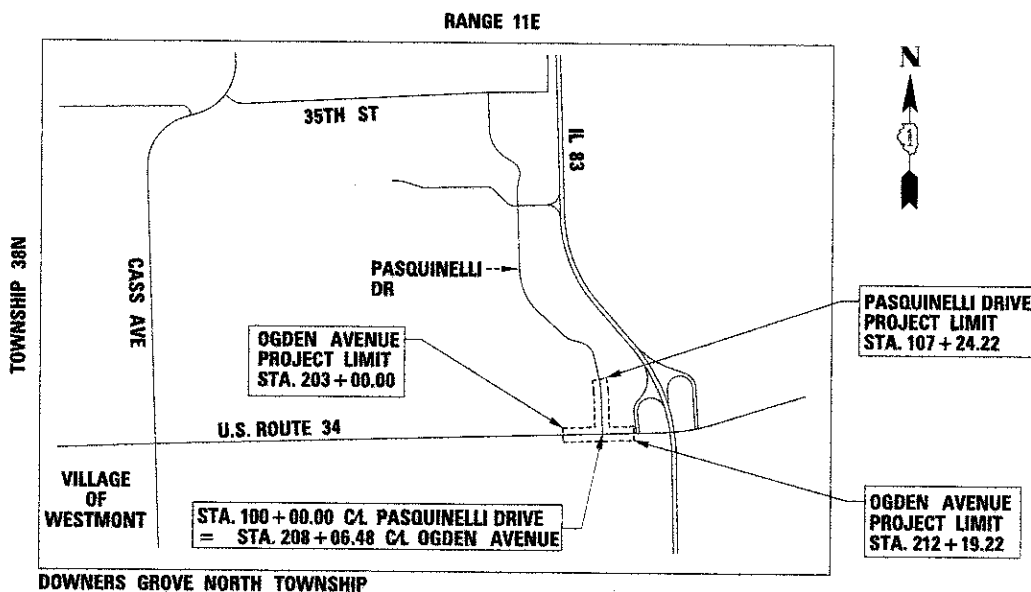 RANGE 11E
N
1
35TH ST
IL 83
TOWNSHIP 38N
CASS AVE
PASQUINELLI
DR
PASQUINELLI DRIVE
PROJECT LIMIT
STA. 107+24.22
OGDEN AVENUE
PROJECT LIMIT
STA. 203+00.00
U.S. ROUTE 34
VILLAGE
OF
WESTMONT
STA. 100+00.00 C/L PASQUINELLI DRIVE
= STA. 208+06.48 C/L OGDEN AVENUE
OGDEN AVENUE
PROJECT LIMIT
STA. 212+19.22
DOWNERS GROVE NORTH TOWNSHIP